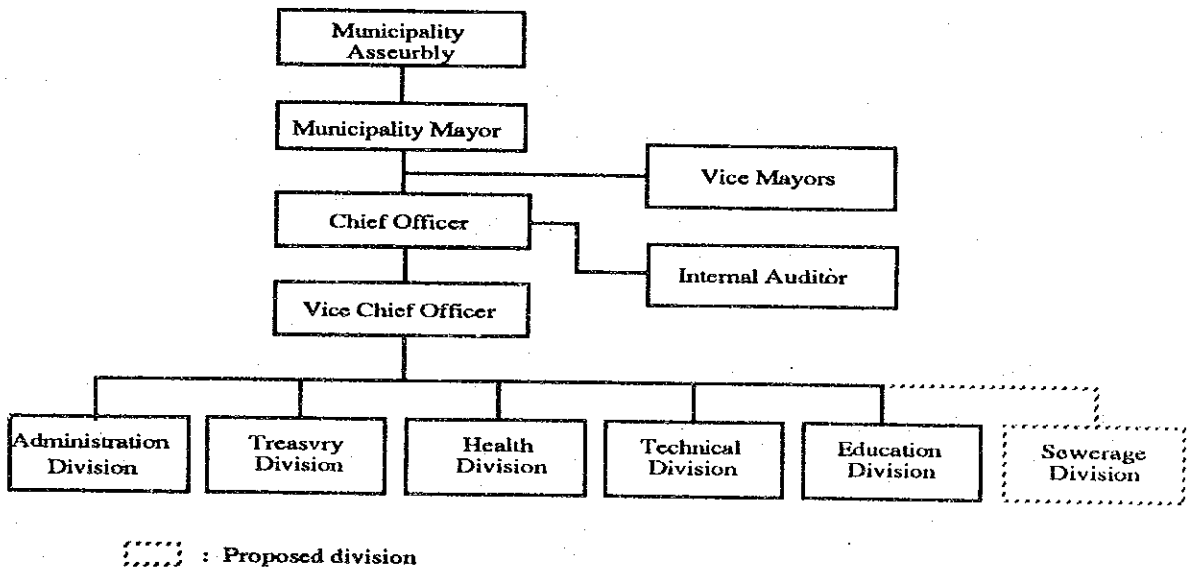 Municipality
Asseurbly
Municipality Mayor
Vice Mayors
Chief Officer
Internal Auditor
Vice Chief Officer
Administration
Division
Treasvry
Division
Health
Division
Technical
Division
Education
Division
Sowerage
Division
: Proposed division